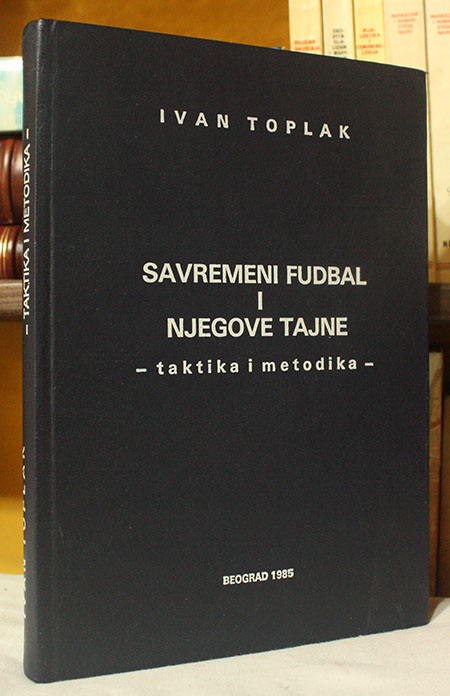 IVAN TOPLAK
SAVREMENI FUDBAL
I
NJEGOVE TAJNE
– taktika i metodika –
BEOGRAD 1985
– TAKTIKA I METODIKA –